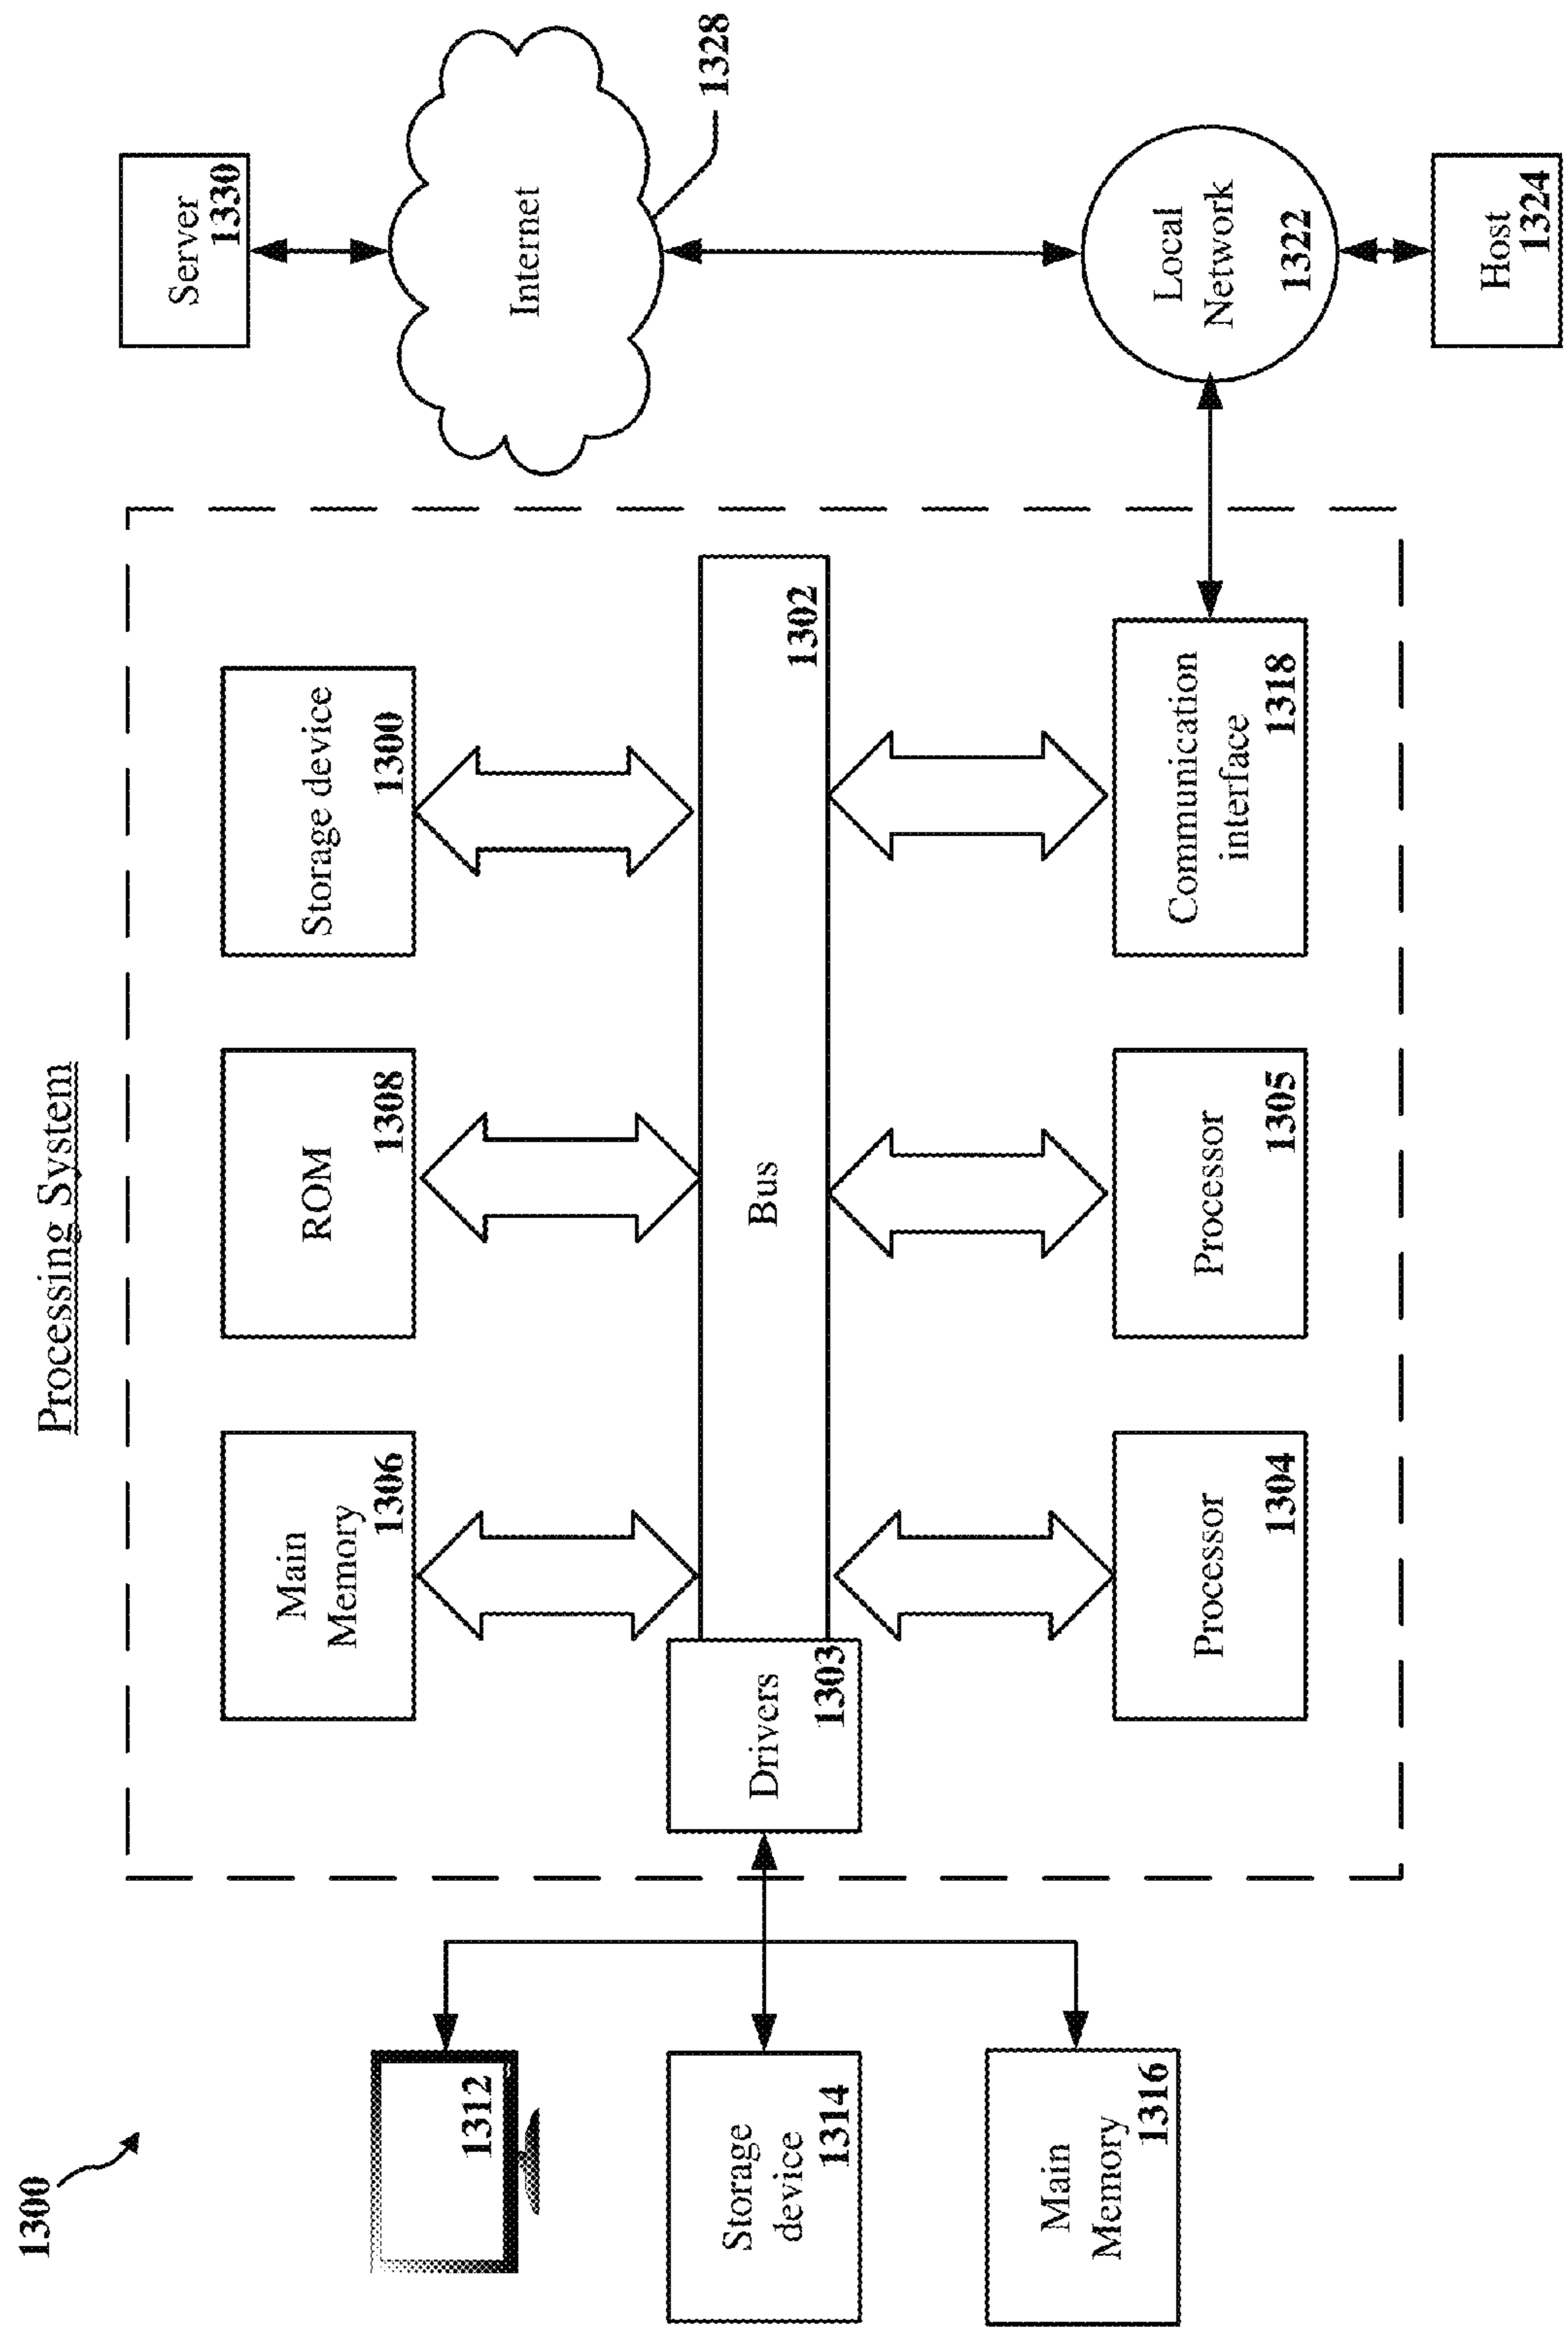 1300
Processing System
Main
Memory
1306
ROM
1308
Storage device
1300
Server
1330
1312
Internet
1328
Storage
device
1314
Drivers
1303
Bus
1302
Main
Memory
1316
Processor
1304
Processor
1305
Communication
interface
1318
Local
Network
1322
Host
1324